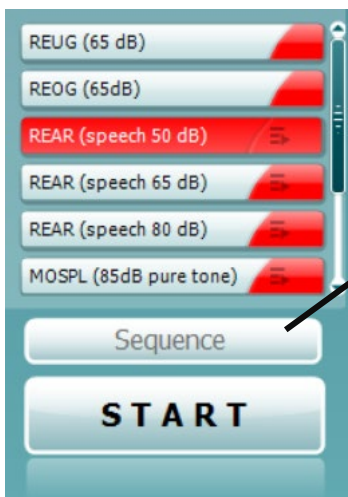 REUG (65 dB)
REOG (65dB)
REAR (speech 50 dB)
REAR (speech 65 dB)
REAR (speech 80 dB)
MOSPL (85dB pure tone)
Sequence
START